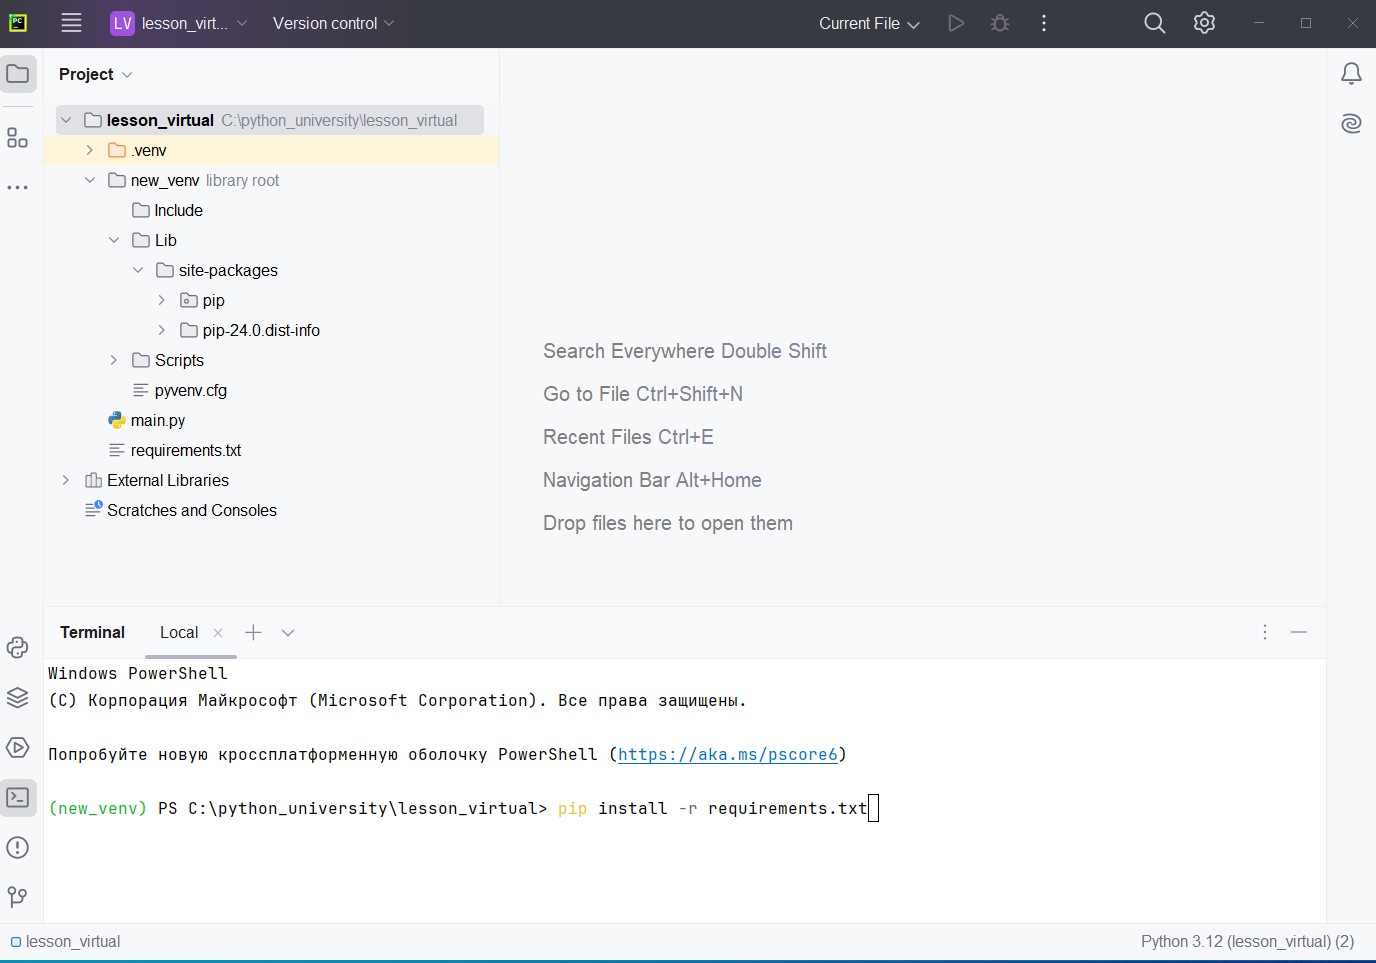 PC
LV lesson_virt... Version control Current File
Project
lesson_virtual C:\python_university\lesson_virtual
.venv
new_venv library root
Include
Lib
site-packages
pip
pip-24.0.dist-info
Scripts
pyvenv.cfg
main.py
requirements.txt
External Libraries
Scratches and Consoles
Search Everywhere Double Shift
Go to File Ctrl+Shift+N
Recent Files Ctrl+E
Navigation Bar Alt+Home
Drop files here to open them
Terminal Local
Windows PowerShell
(C) Корпорация Майкрософт (Microsoft Corporation). Все права защищены.
Попробуйте новую кроссплатформенную оболочку PowerShell (https://aka.ms/pscore6)
(new_venv) PS C:\python_university\lesson_virtual> pip install -r requirements.txt
lesson_virtual Python 3.12 (lesson_virtual) (2)